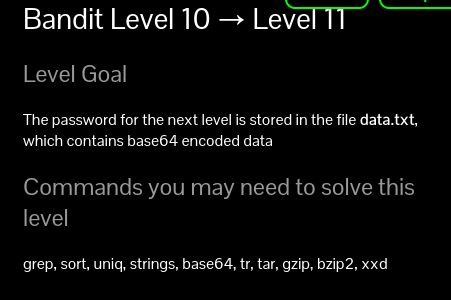 Bandit Level 10 → Level 11
Level Goal
The password for the next level is stored in the file data.txt,
which contains base64 encoded data
Commands you may need to solve this
level
grep, sort, uniq, strings, base64, tr, tar, gzip, bzip2, xxd